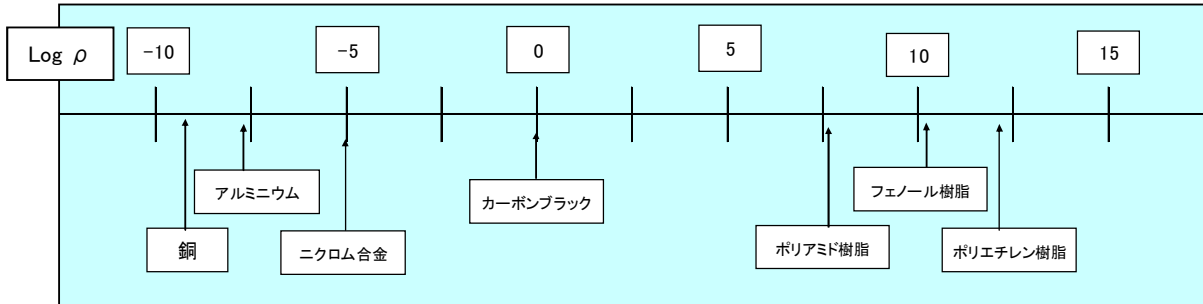 Log ρ
-10
-5
0
5
10
15
アルミニウム
カーボンブラック
フェノール樹脂
銅
ニクロム合金
ポリアミド樹脂
ポリエチレン樹脂